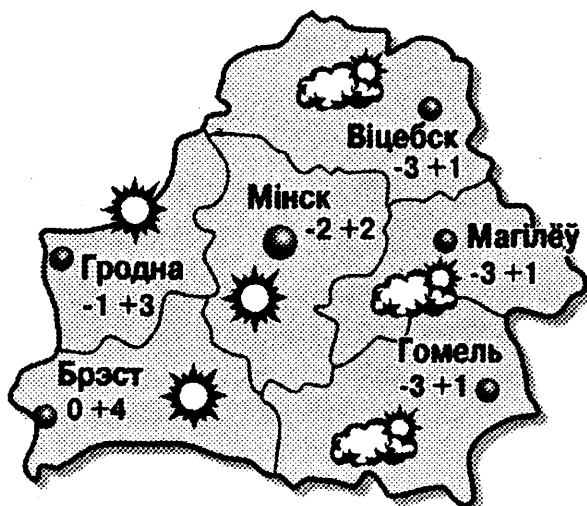 Віцебск
-3 +1
Мінск
-2 +2
Магілёў
-3 +1
Гродна
-1 +3
Гомель
-3 +1
Брэст
0 +4